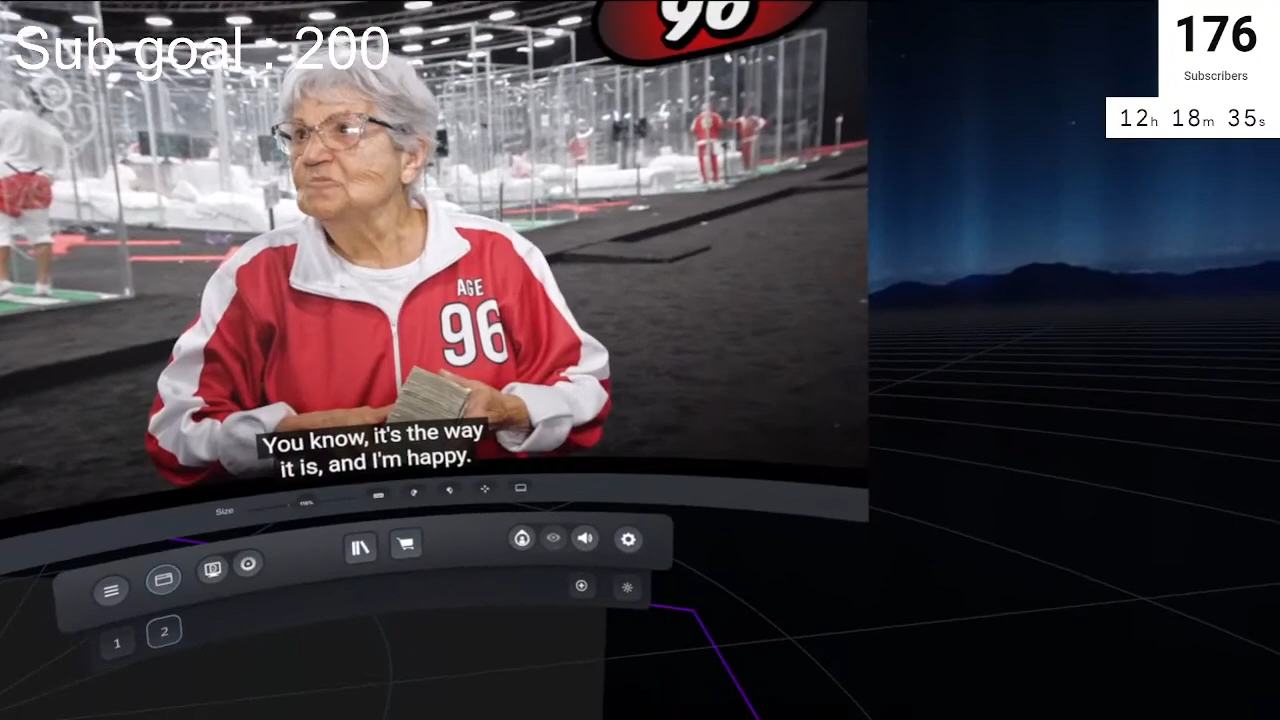 96
Sub goal : 200
176
Subscribers
12h 18m 35s
AGE
96
You know, it's the way
it is, and I'm happy.
Size
1
2